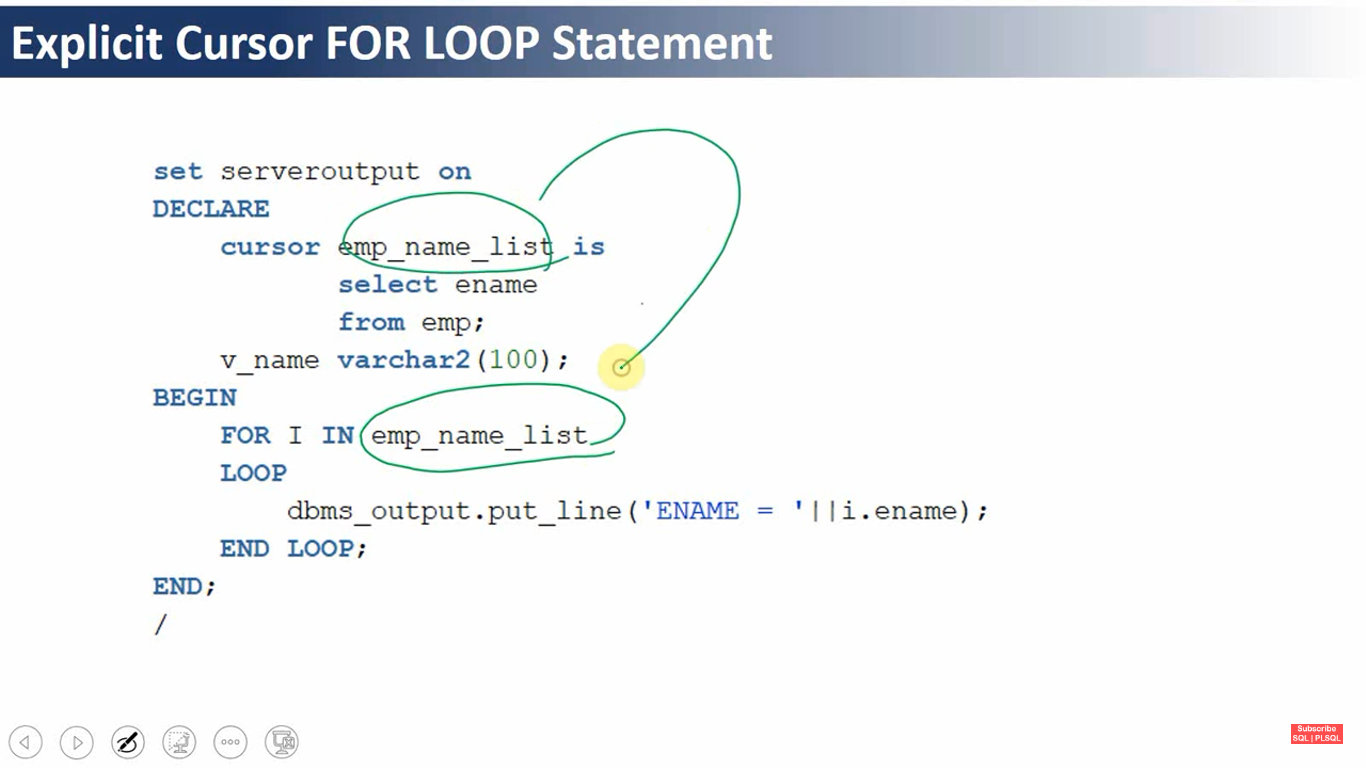 Explicit Cursor FOR LOOP Statement
set serveroutput on
DECLARE
cursor emp_name_list is
select ename
from emp;
v_name varchar2(100);
BEGIN
FOR I IN emp_name_list
LOOP
dbms_output.put_line('ENAME = '||i.ename);
END LOOP;
END;
/
Subscribe
SQL | PLSQL